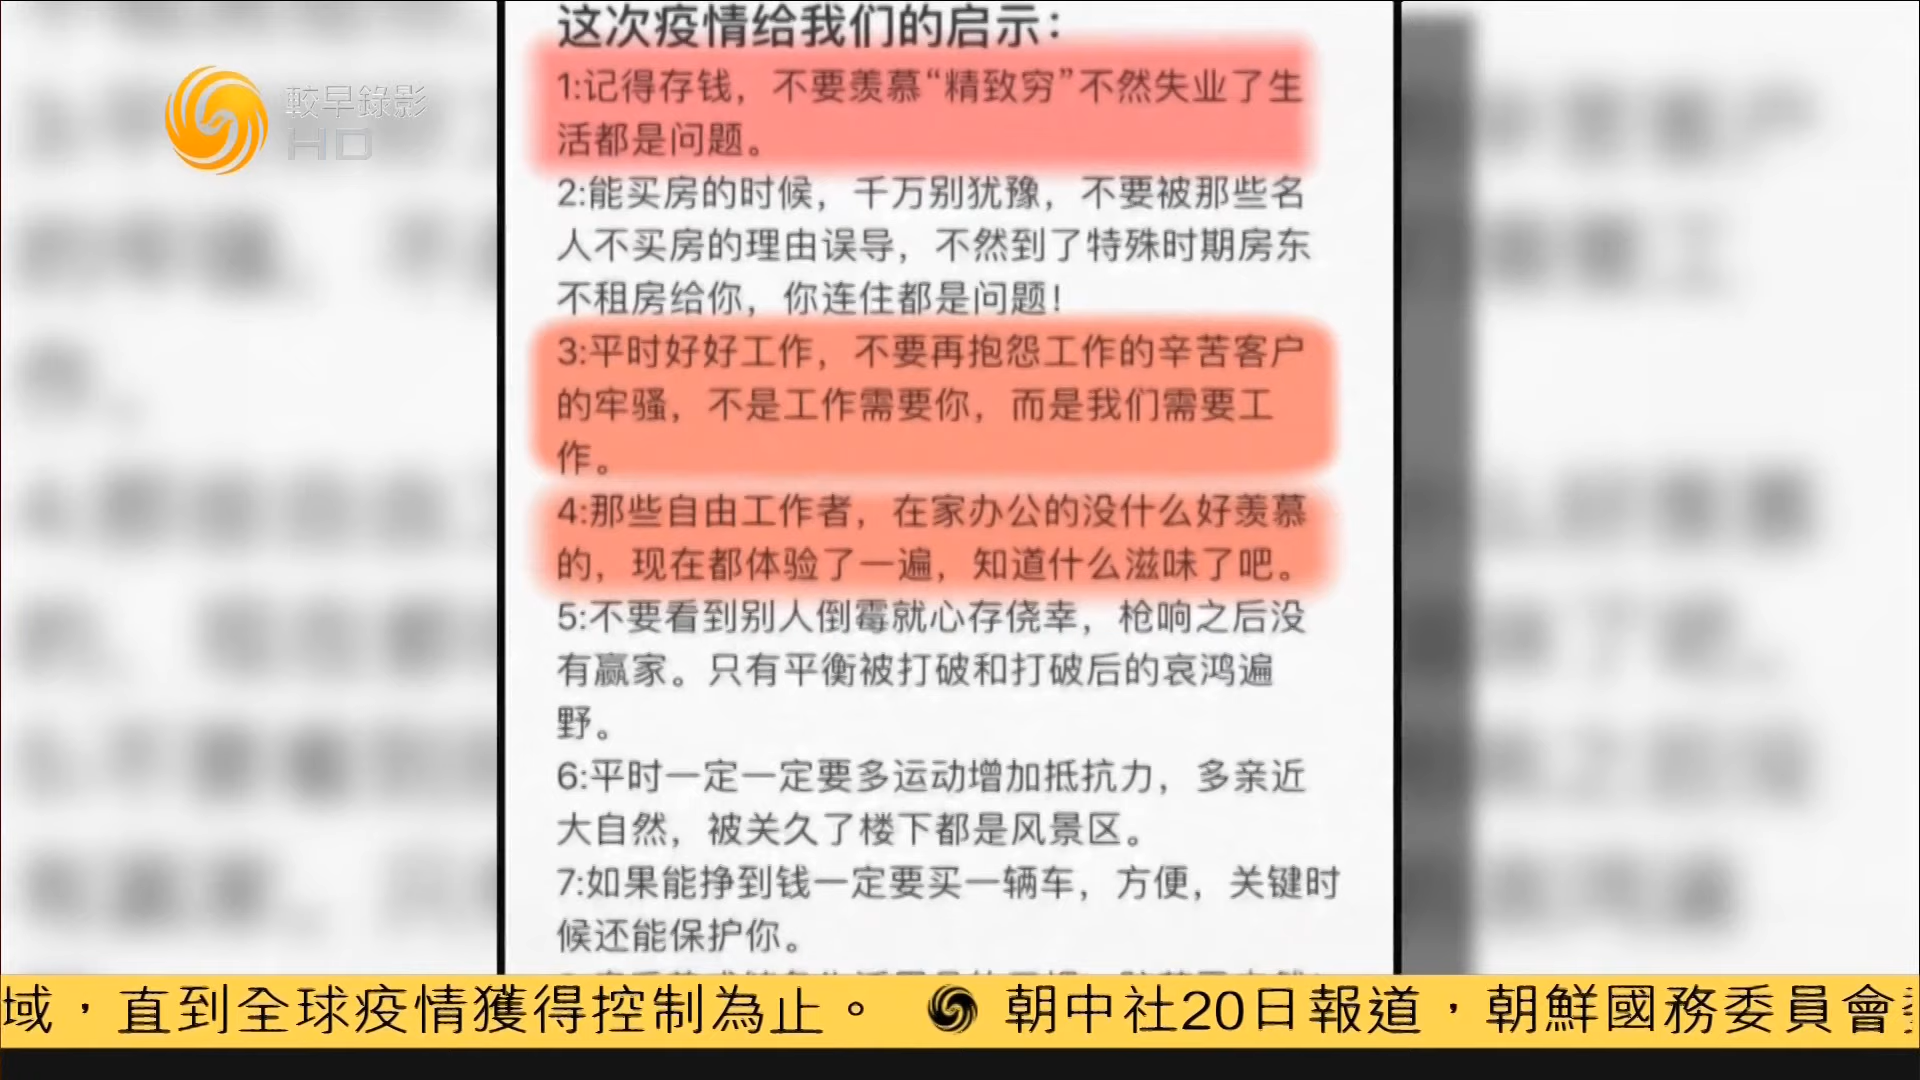 这次疫情给我们的启示：
較早錄影
HD
1:记得存钱，不要羡慕“精致穷”不然失业了生
活都是问题。
2:能买房的时候，千万别犹豫，不要被那些名
人不买房的理由误导，不然到了特殊时期房东
不租房给你，你连住都是问题！
3:平时好好工作，不要再抱怨工作的辛苦客户
的牢骚，不是工作需要你，而是我们需要工
作。
4:那些自由工作者，在家办公的没什么好羡慕
的，现在都体验了一遍，知道什么滋味了吧。
5:不要看到别人倒霉就心存侥幸，枪响之后没
有赢家。只有平衡被打破和打破后的哀鸿遍
野。
6:平时一定一定要多运动增加抵抗力，多亲近
大自然，被关久了楼下都是风景区。
7:如果能挣到钱一定要买一辆车，方便，关键时
候还能保护你。
域，直到全球疫情獲得控制為止。 朝中社20日報道，朝鮮國務委員會